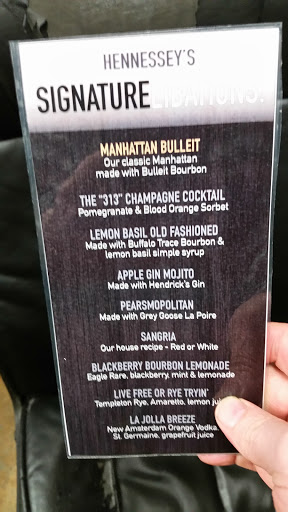 HENNESSEY'S
SIGNATURE LIBATIONS:
MANHATTAN BULLEIT
Our classic Manhattan
made with Bulleit Bourbon
THE "313" CHAMPAGNE COCKTAIL
Pomegranate & Blood Orange Sorbet
LEMON BASIL OLD FASHIONED
Made with Buffalo Trace Bourbon &
lemon basil simple syrup
APPLE GIN MOJITO
Made with Hendrick's Gin
PEARSMOPOLITAN
Made with Grey Goose La Poire
SANGRIA
Our house recipe - Red or White
BLACKBERRY BOURBON LEMONADE
Eagle Rare, blackberry, mint & lemonade
LIVE FREE OR RYE TRYIN'
Templeton Rye, Amaretto, lemon juice
LA JOLLA BREEZE
New Amsterdam Orange Vodka,
St. Germaine, grapefruit juice